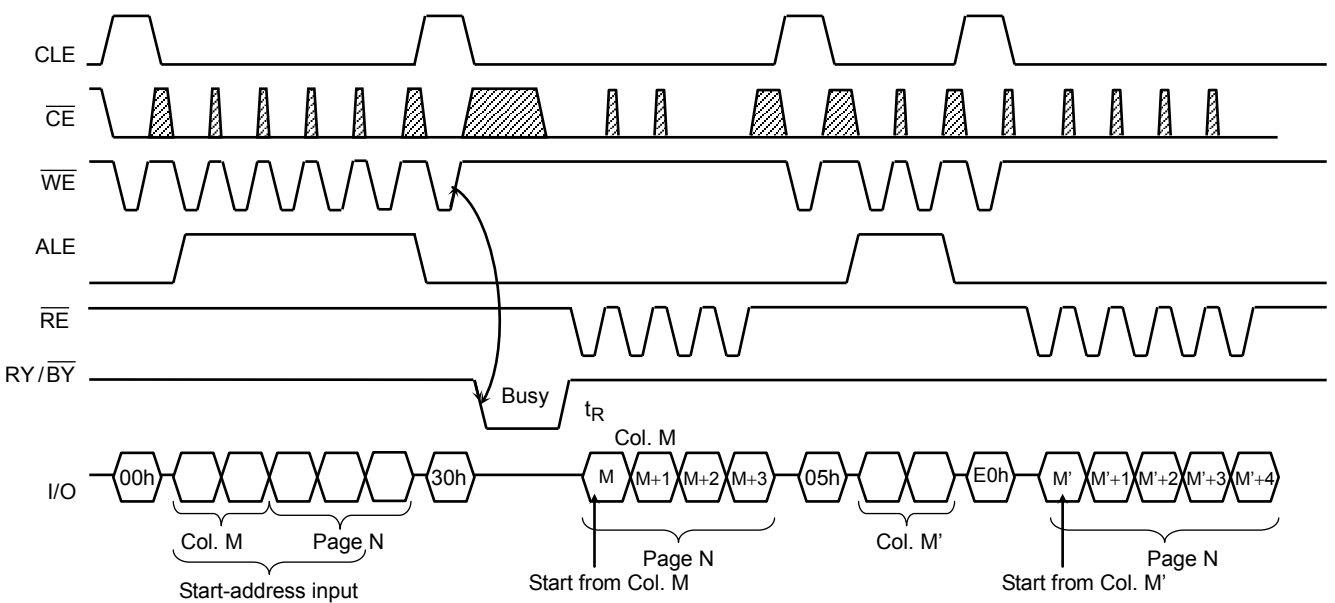 CLE
CE
WE
ALE
RE
RY/BY
Busy
tR
Col. M
I/O
00h
30h
M
M+1
M+2
M+3
05h
E0h
M'
M'+1
M'+2
M'+3
M'+4
Col. M
Page N
Start-address input
Page N
Start from Col. M
Col. M'
Page N
Start from Col. M'